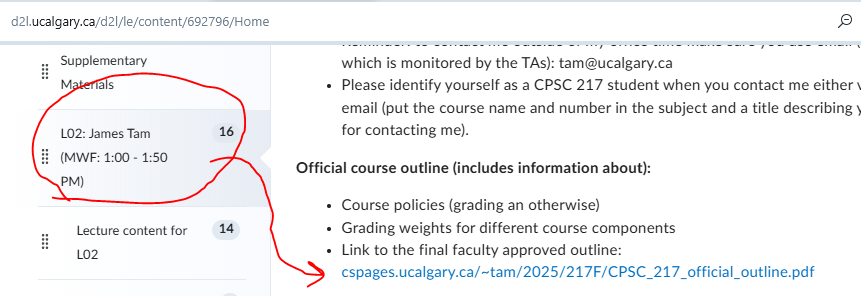 d2l.ucalgary.ca/d2l/le/content/692796/Home
Supplementary
Materials
L02: James Tam
16
(MWF: 1:00 - 1:50
PM)
Lecture content for
14
L02
which is monitored by the TAs): tam@ucalgary.ca
• Please identify yourself as a CPSC 217 student when you contact me either
email (put the course name and number in the subject and a title describing
for contacting me).
Official course outline (includes information about):
• Course policies (grading an otherwise)
• Grading weights for different course components
• Link to the final faculty approved outline:
cspages.ucalgary.ca/~tam/2025/217F/CPSC_217_official_outline.pdf